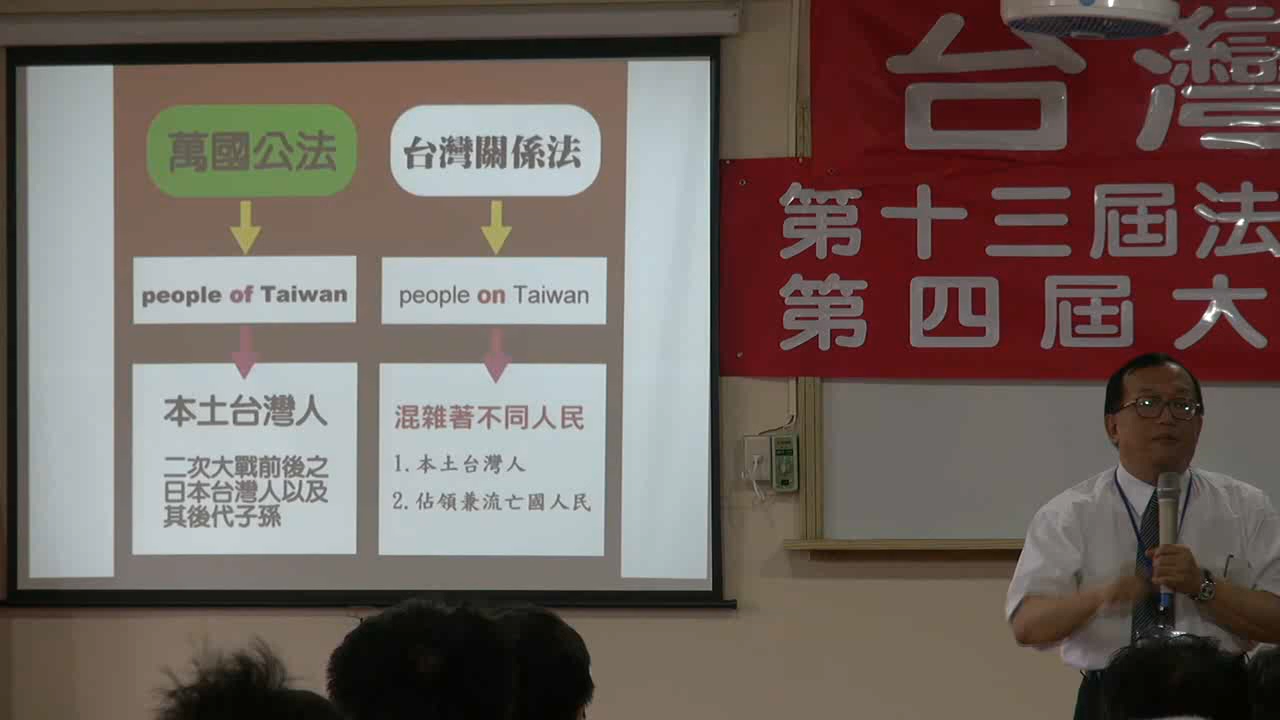 萬國公法
台灣關係法
people of Taiwan
people on Taiwan
本土台灣人
二次大戰前後之
日本台灣人以及
其後代子孫
混雜著不同人民
1. 本土台灣人
2. 佔領兼流亡國人民
台灣
第十三屆法
第四屆大